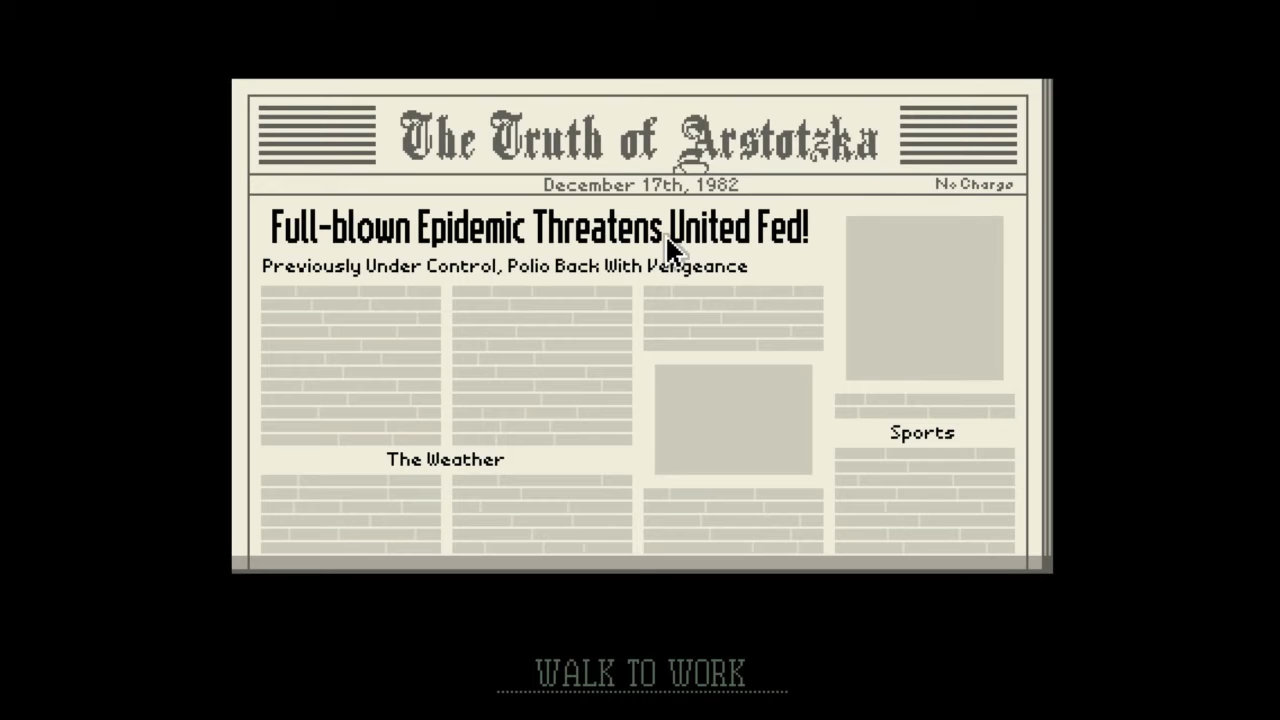 The Truth of Arstotzka
December 17th, 1982
No Charge
Full-blown Epidemic Threatens United Fed!
Previously Under Control, Polio Back With Vengeance
Sports
The Weather
WALK TO WORK